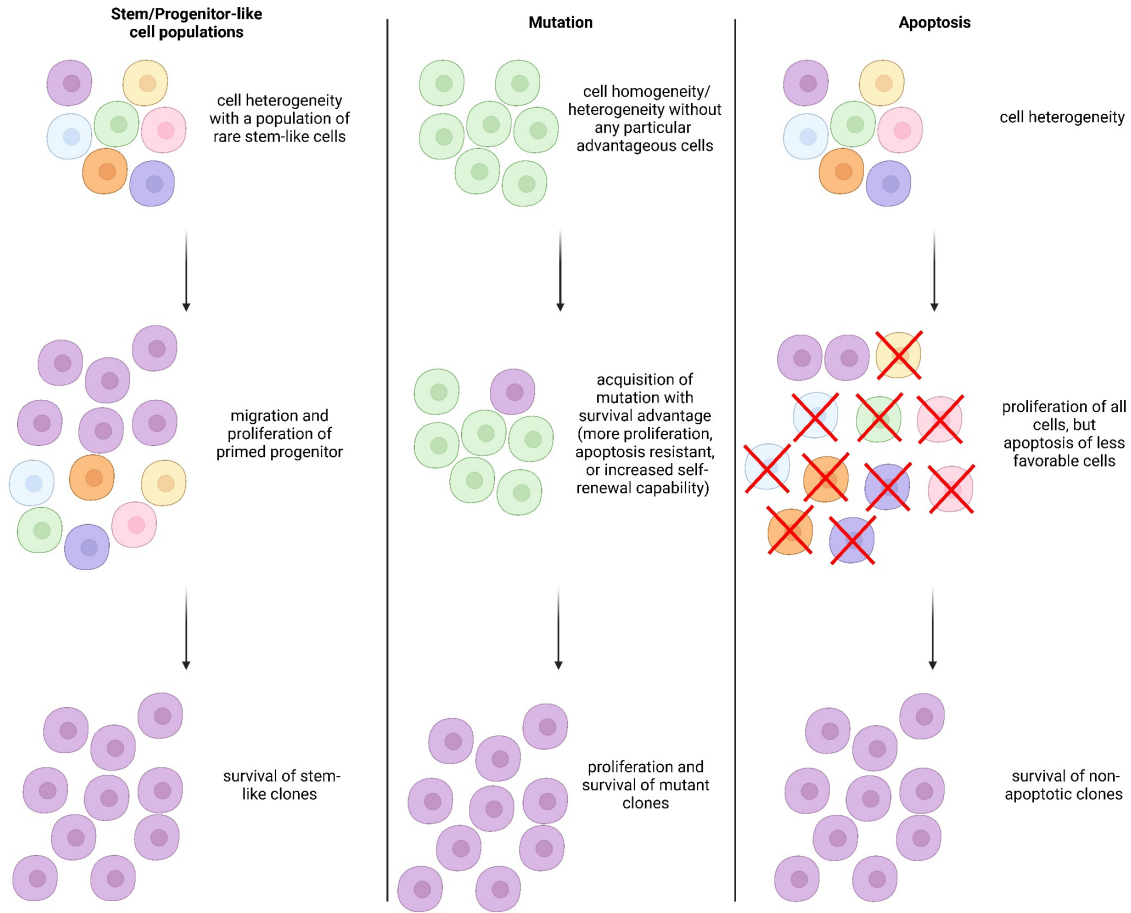 Stem/Progenitor-like
cell populations
cell heterogeneity
with a population of
rare stem-like cells
migration and
proliferation of
primed progenitor
survival of stem-
like clones
Mutation
cell homogeneity/
heterogeneity without
any particular
advantageous cells
acquisition of
mutation with
survival advantage
(more proliferation,
apoptosis resistant,
or increased self-
renewal capability)
proliferation and
survival of mutant
clones
Apoptosis
cell heterogeneity
proliferation of all
cells, but
apoptosis of less
favorable cells
survival of non-
apoptotic clones